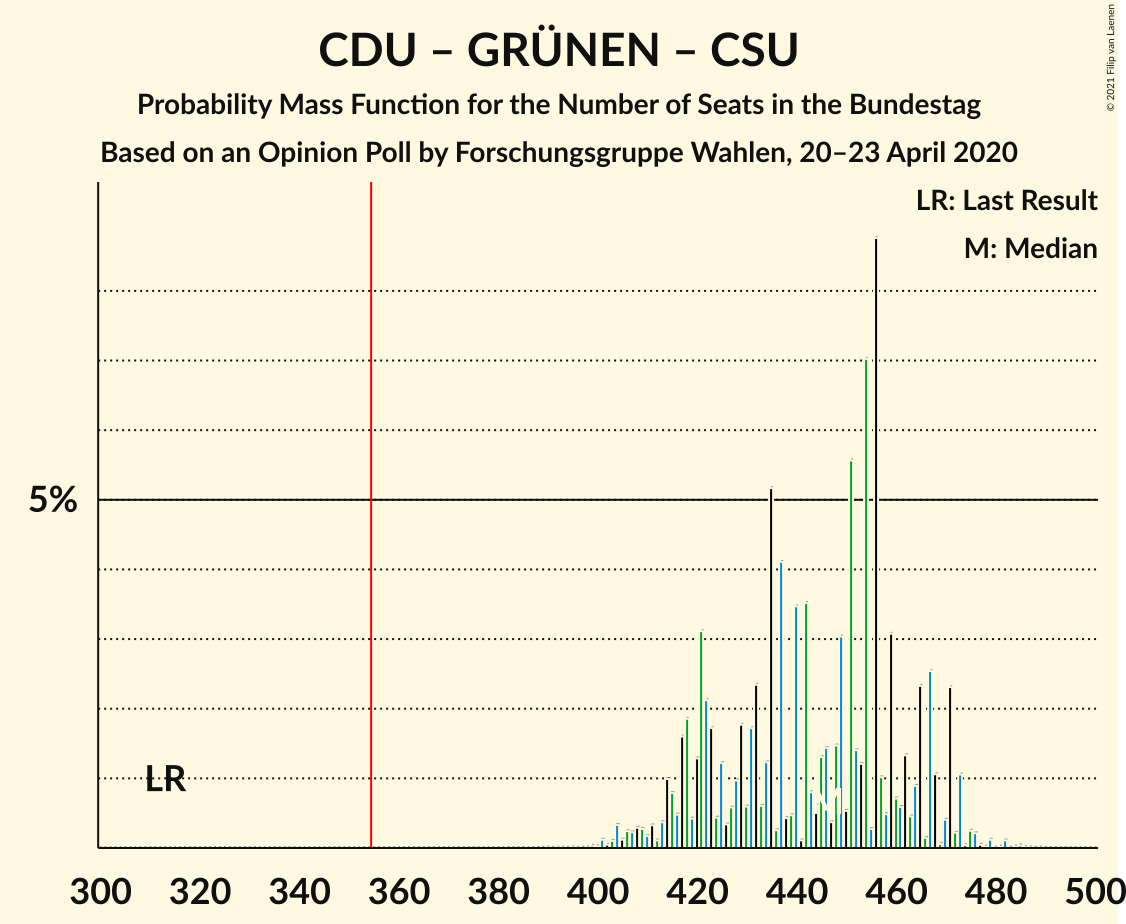 CDU – GRÜNEN – CSU
Probability Mass Function for the Number of Seats in the Bundestag
Based on an Opinion Poll by Forschungsgruppe Wahlen, 20–23 April 2020
© 2021 Filip van Laenen
LR: Last Result
M: Median
5%
LR
M
300 320 340 360 380 400 420 440 460 480 500